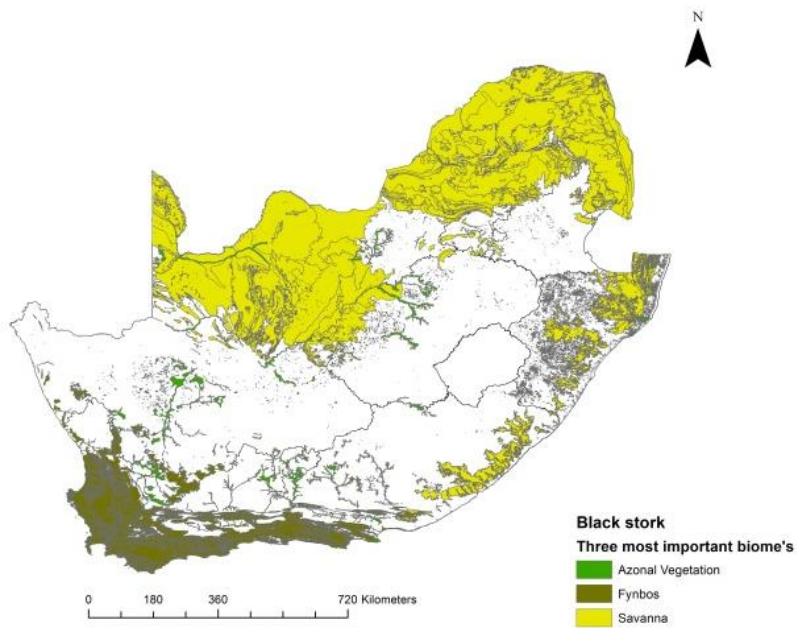 N
Black stork
Three most important biome's
Azonal Vegetation
Fynbos
Savanna
0 180 360 720 Kilometers